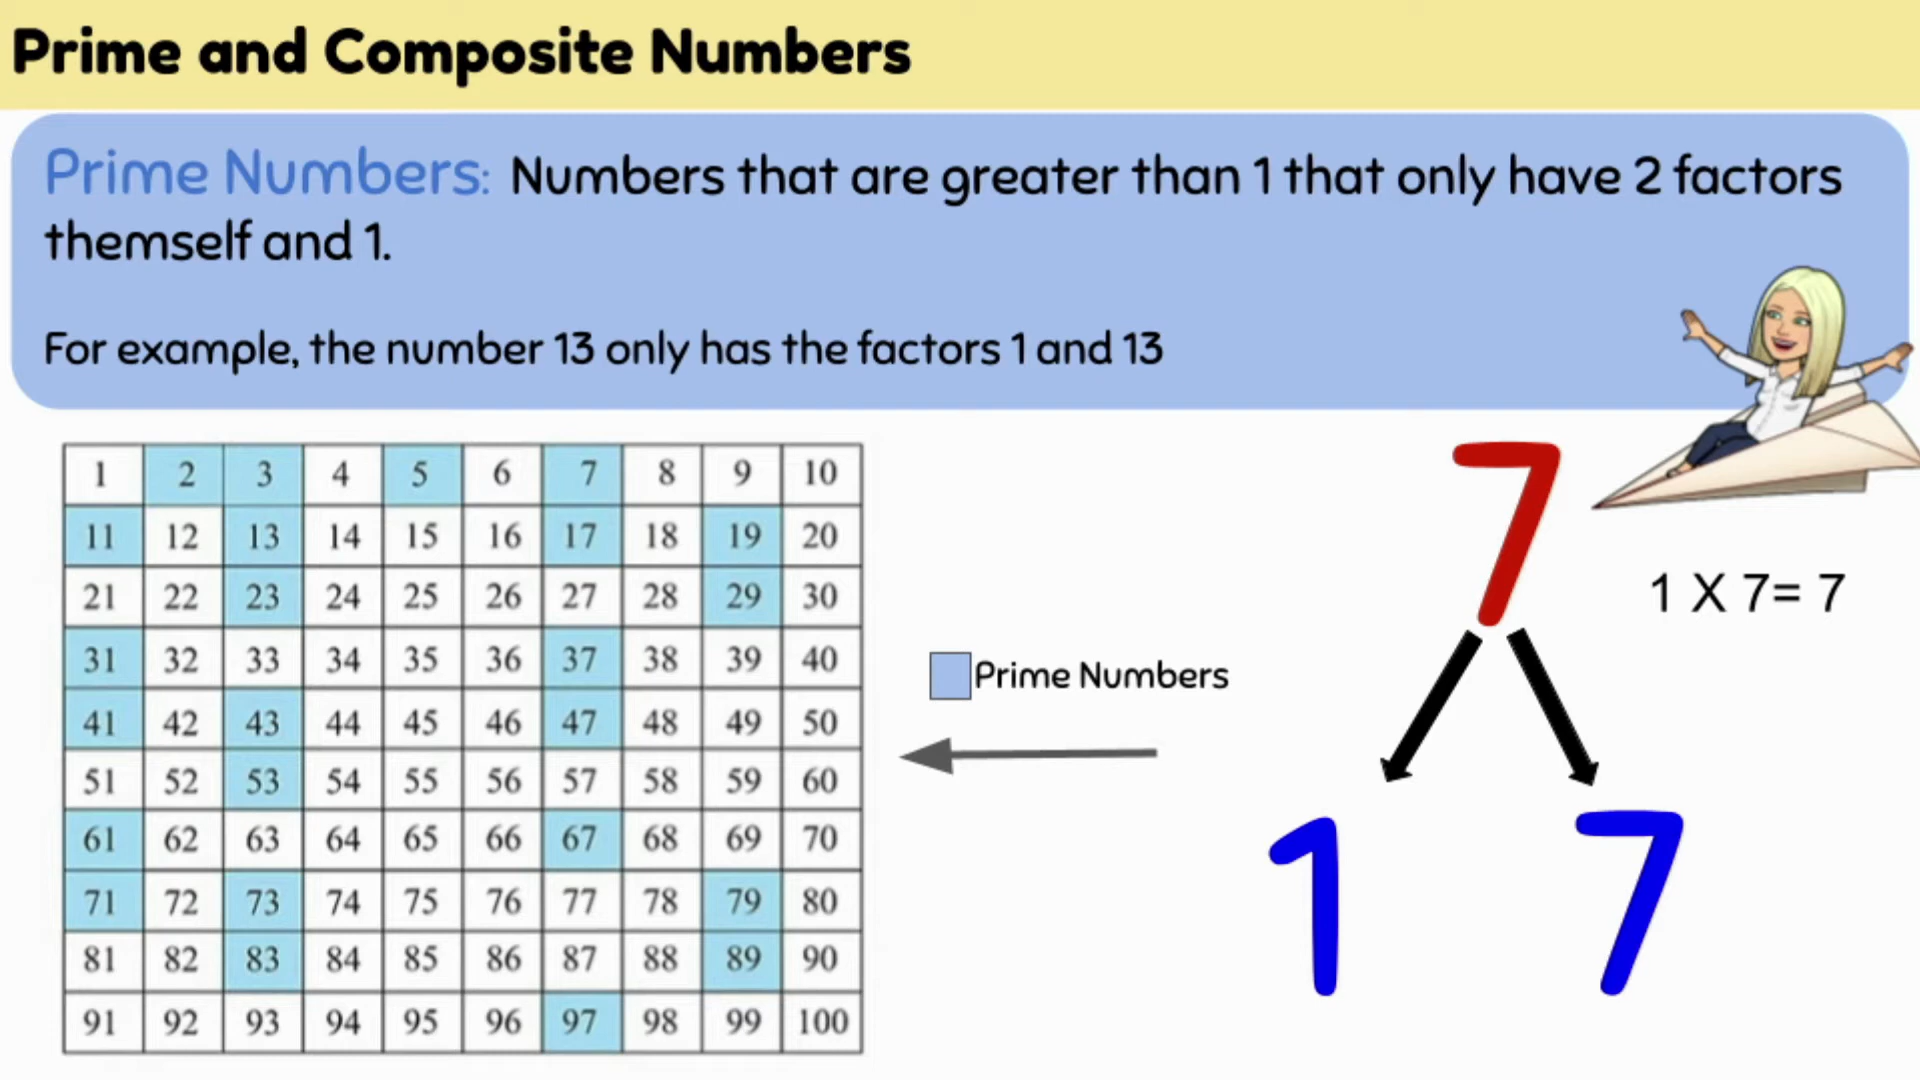 Prime and Composite Numbers
Prime Numbers: Numbers that are greater than 1 that only have 2 factors
themself and 1.
For example, the number 13 only has the factors 1 and 13
1 2 3 4 5 6 7 8 9 10
11 12 13 14 15 16 17 18 19 20
21 22 23 24 25 26 27 28 29 30
31 32 33 34 35 36 37 38 39 40
41 42 43 44 45 46 47 48 49 50
51 52 53 54 55 56 57 58 59 60
61 62 63 64 65 66 67 68 69 70
71 72 73 74 75 76 77 78 79 80
81 82 83 84 85 86 87 88 89 90
91 92 93 94 95 96 97 98 99 100
Prime Numbers
7
1 X 7= 7
1 7